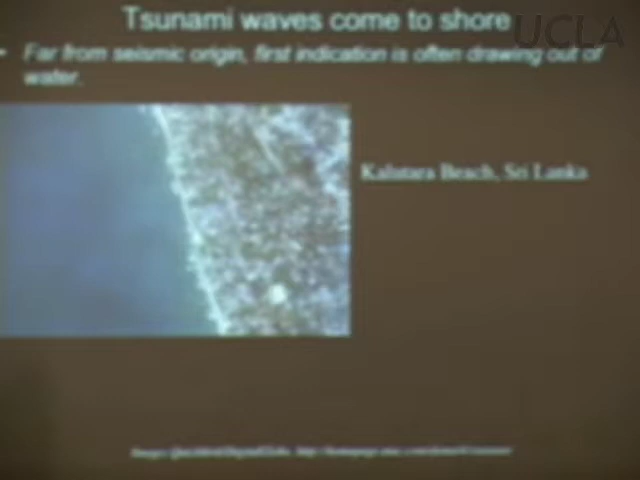 Tsunami waves come to shore
UCLA
• Far from seismic origin, first indication is often drawing out of
water.
Kalutara Beach, Sri Lanka